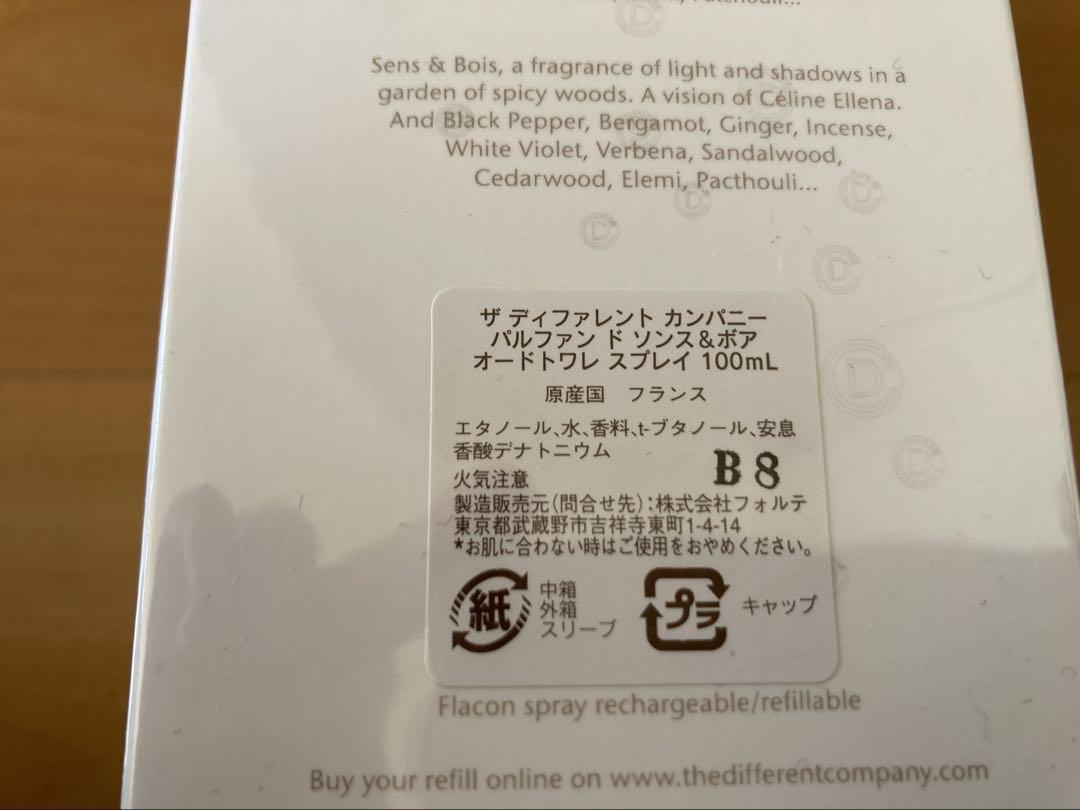 Sens & Bois, a fragrance of light and shadows in a
garden of spicy woods. A vision of Céline Ellena.
And Black Pepper, Bergamot, Ginger, Incense,
White Violet, Verbena, Sandalwood,
Cedarwood, Elemi, Pacthouli...
ザ ディファレント カンパニー
パルファン ド ソンス&ボア
オードトワレ スプレイ 100mL
原産国 フランス
エタノール、水、香料、t-ブタノール、安息
香酸デナトニウム
B8
火気注意
製造販売元(問合せ先):株式会社フォルテ
東京都武蔵野市吉祥寺東町1-4-14
*お肌に合わない時はご使用をおやめください。
紙
中箱
外箱
スリーブ
プラ
キャップ
Flacon spray rechargeable/refillable
Buy your refill online on www.thedifferentcompany.com